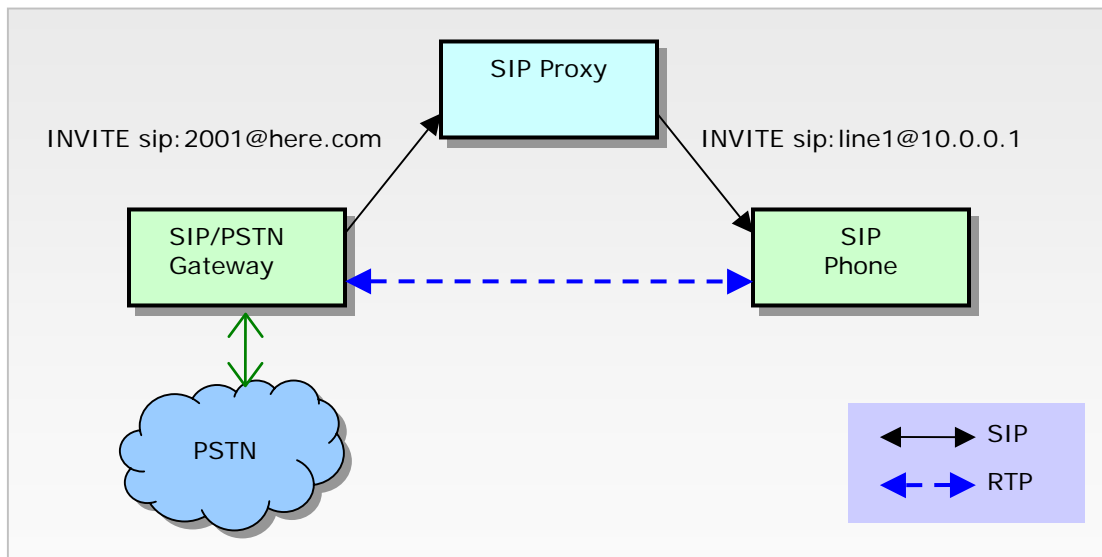 SIP Proxy
INVITE sip:2001@here.com
INVITE sip:line1@10.0.0.1
SIP/PSTN
Gateway
SIP
Phone
PSTN
SIP
RTP